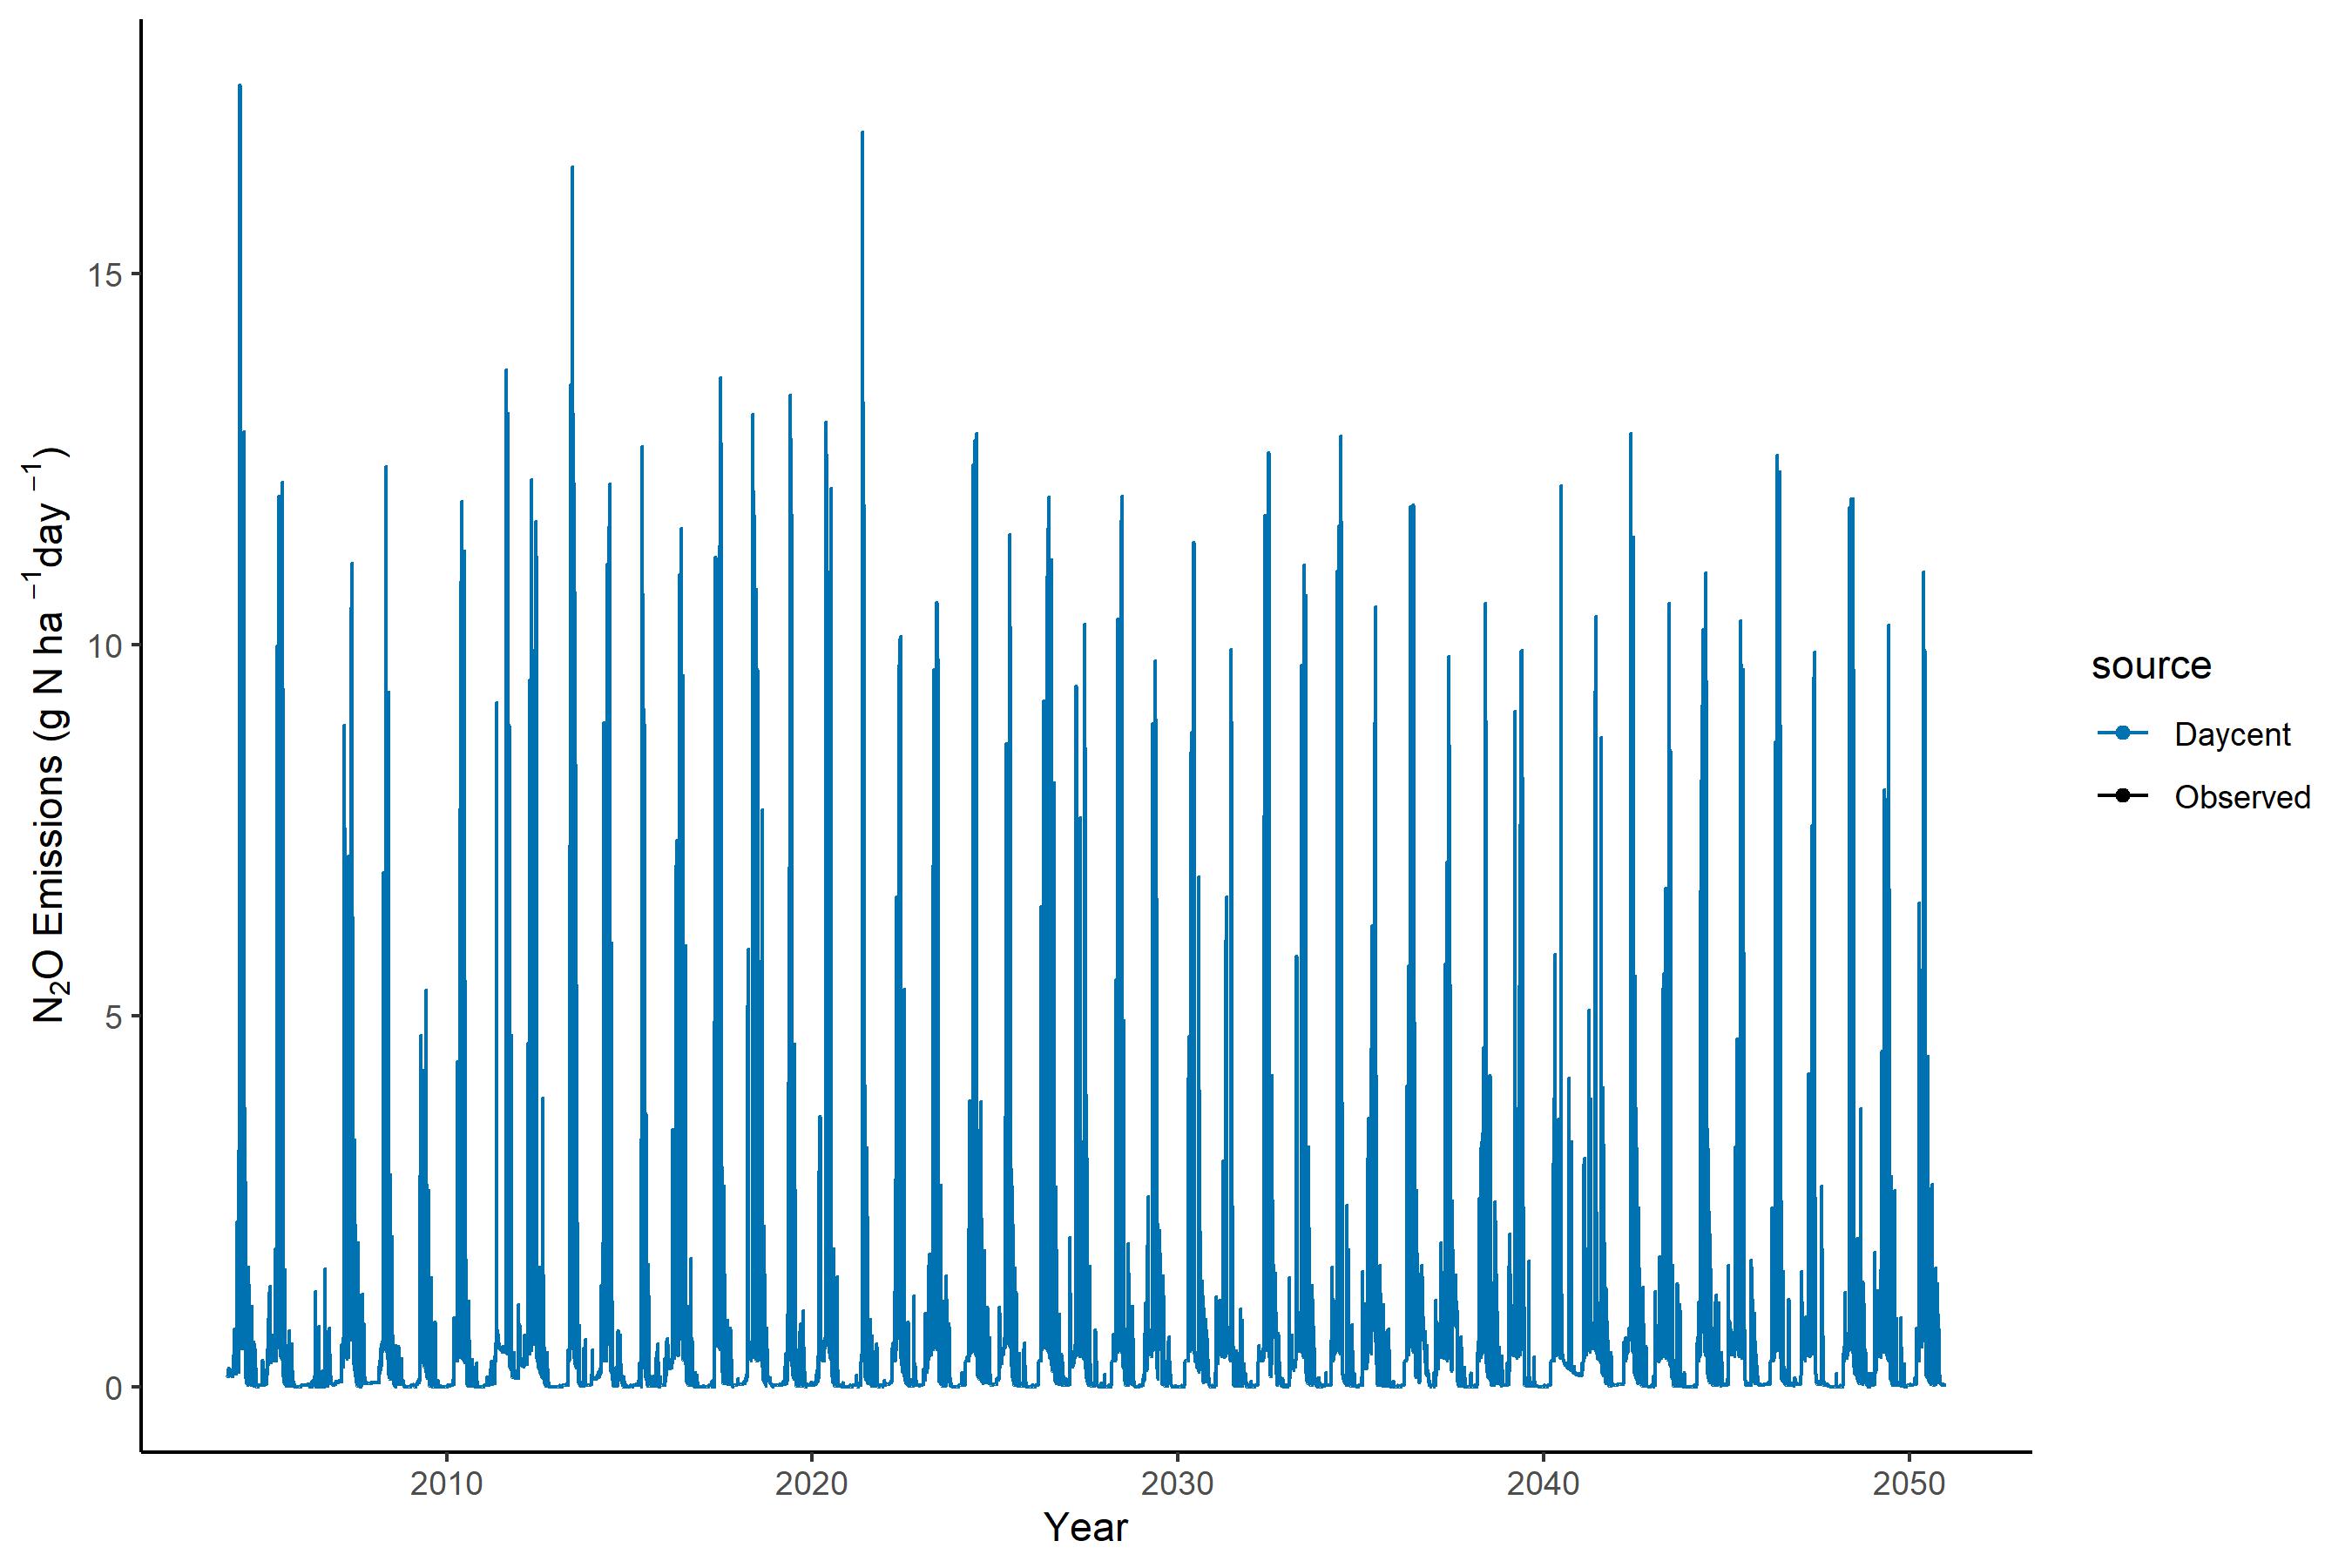 N₂O Emissions (g N ha ⁻¹day ⁻¹)
15
10
5
0
2010 2020 2030 2040 2050
Year
source
Daycent
Observed